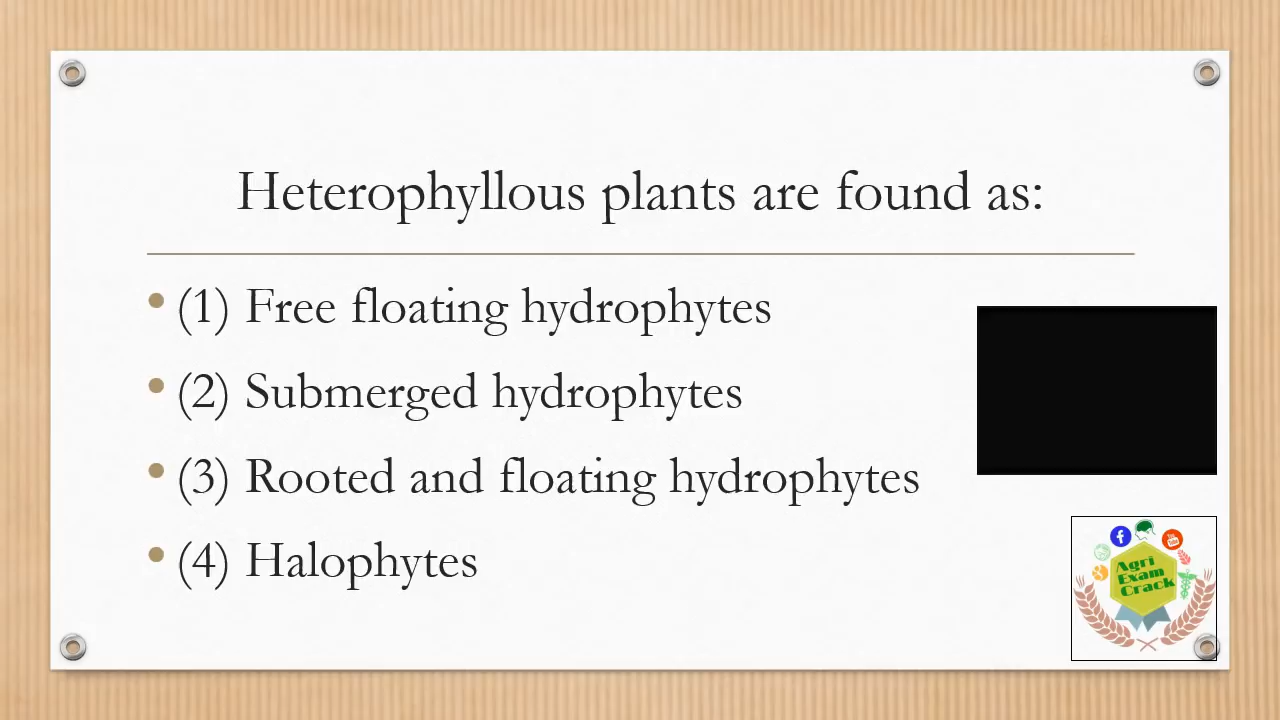 Heterophyllous plants are found as:
• (1) Free floating hydrophytes
• (2) Submerged hydrophytes
• (3) Rooted and floating hydrophytes
• (4) Halophytes
Agri
Exam
Crack